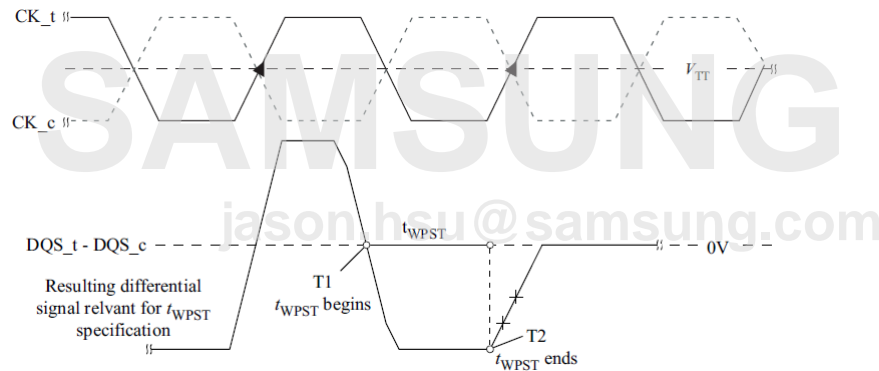 CK_t
SAMSUNG
VTT
CK_c
jason.hsu@samsung.com
tWPST
DQS_t - DQS_c
0V
T1
tWPST begins
Resulting differential
signal relvant for tWPST
specification
T2
tWPST ends